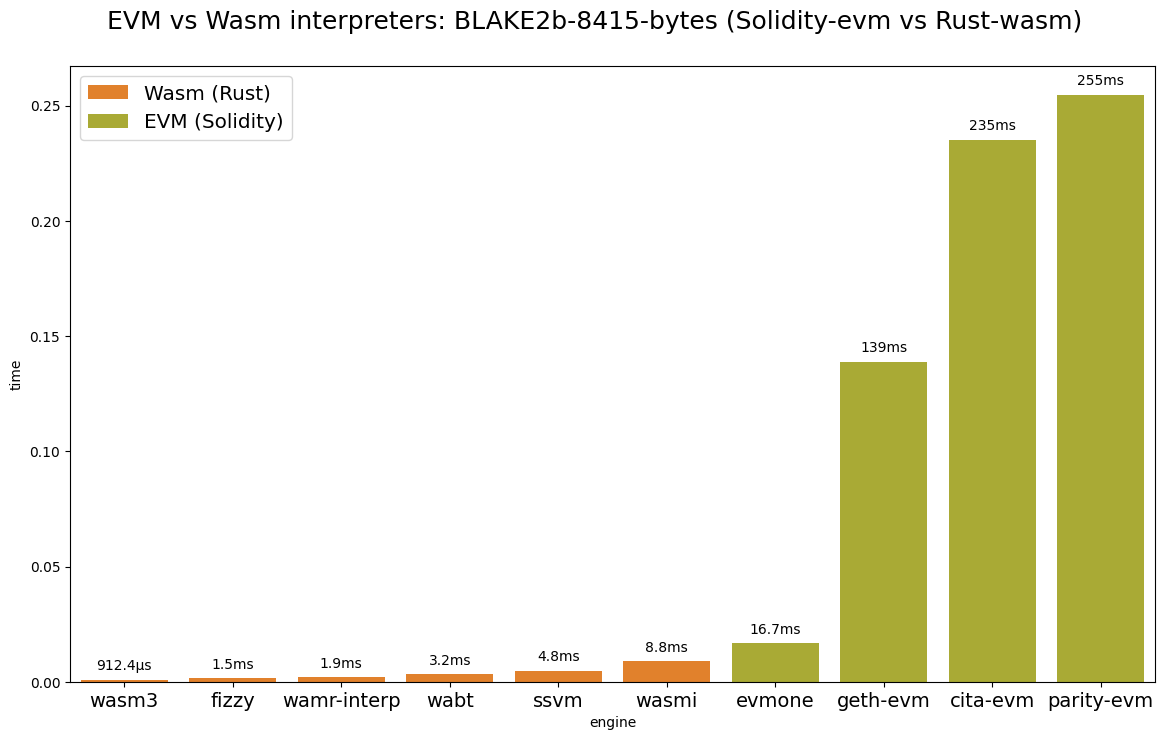 EVM vs Wasm interpreters: BLAKE2b-8415-bytes (Solidity-evm vs Rust-wasm)
Wasm (Rust)
EVM (Solidity)
time
0.25
0.20
0.15
0.10
0.05
0.00
912.4μs
1.5ms
1.9ms
3.2ms
4.8ms
8.8ms
16.7ms
139ms
235ms
255ms
wasm3 fizzy wamr-interp wabt ssvm wasmi evmone geth-evm cita-evm parity-evm
engine